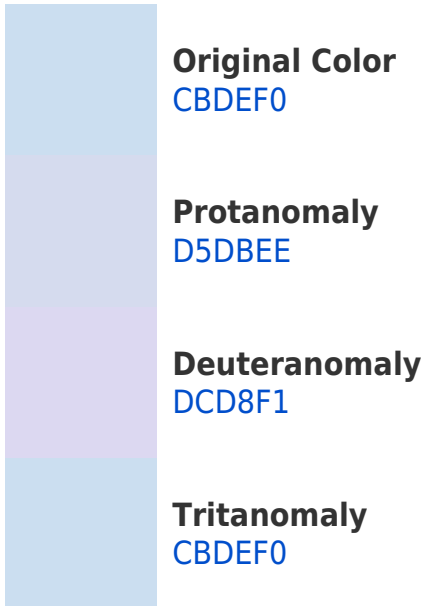 Original Color
CBDEF0
Protanomaly
D5DBEE
Deuteranomaly
DCD8F1
Tritanomaly
CBDEF0